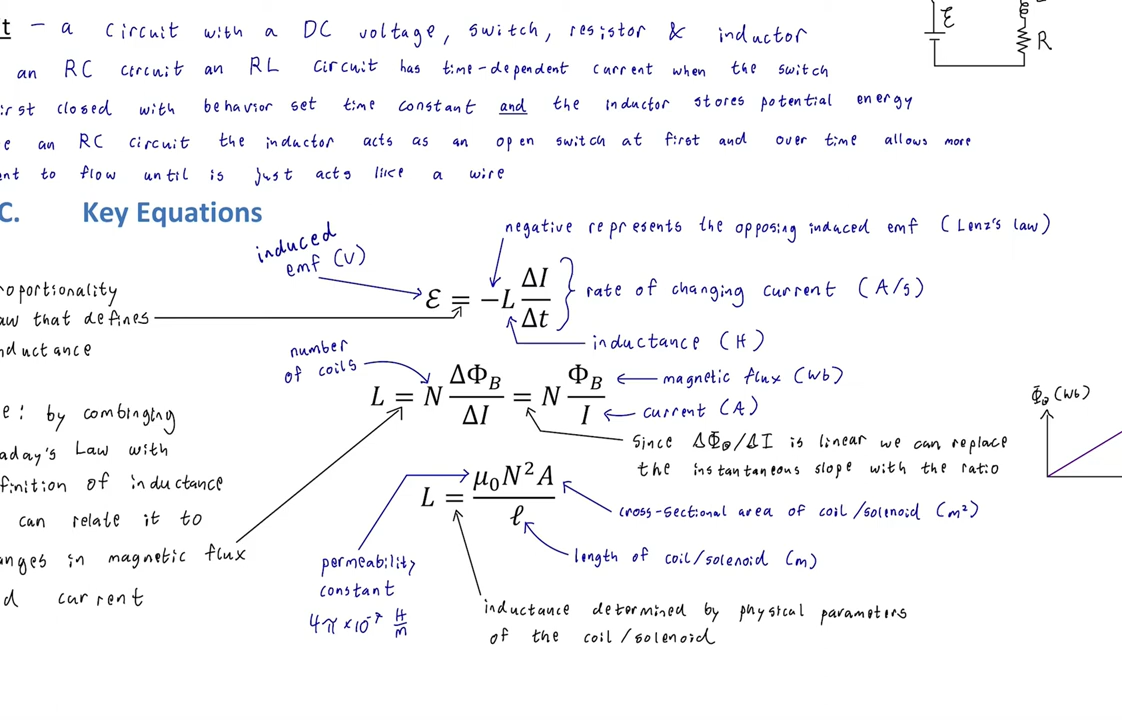 t – a circuit with a DC voltage, switch, resistor & inductor
an RC circuit an RL circuit has time-dependent current when the switch
irst closed with behavior set time constant and the inductor stores potential energy
e an RC circuit the inductor acts as an open switch at first and over time allows more
nt to flow until is just acts like a wire
ℰ
R
C. Key Equations
negative represents the opposing induced emf (Lenz's law)
induced
emf (V)
ℰ = −L ΔI/Δt
rate of changing current (A/s)
oportionality
aw that defines
nductance
inductance (H)
number
of coils
L = N ΔΦ_B/ΔI = N Φ_B/I
magnetic flux (Wb)
current (A)
Φ_B (Wb)
since ΔΦ_B/ΔI is linear we can replace
the instantaneous slope with the ratio
e: by combinging
aday's Law with
finition of inductance
can relate it to
anges in magnetic flux
d current
L = μ₀N²A/ℓ
cross-sectional area of coil/solenoid (m²)
length of coil/solenoid (m)
permeability
constant
4π×10⁻⁷ H/m
inductance determined by physical parameters
of the coil/solenoid